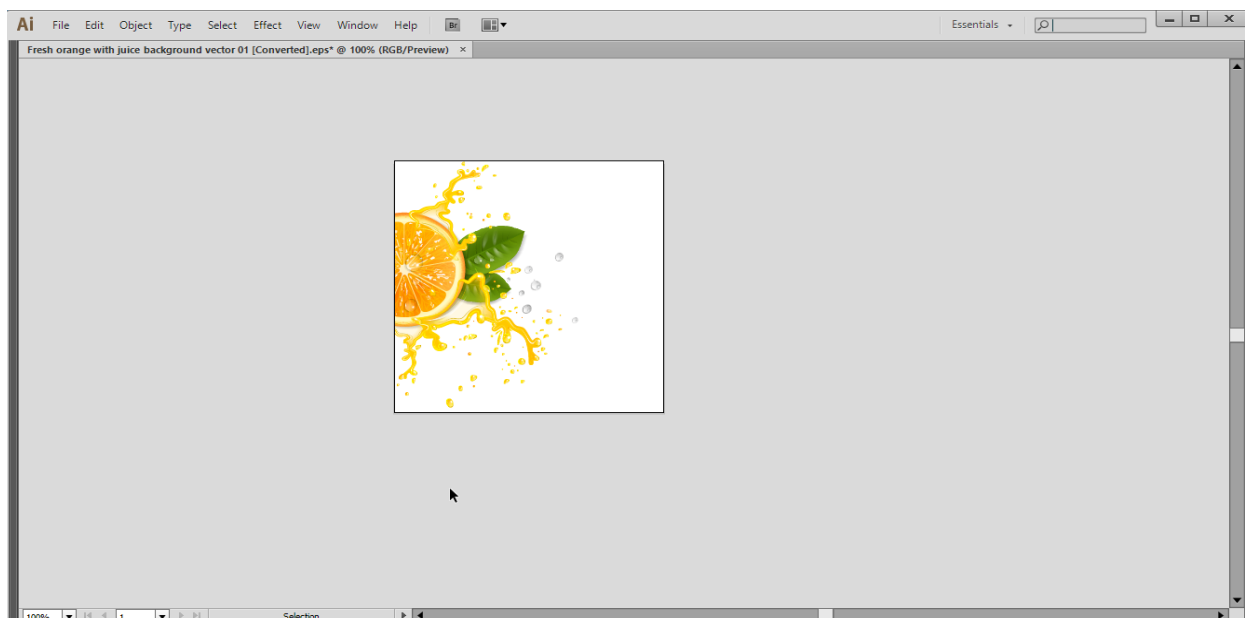 Ai File Edit Object Type Select Effect View Window Help Br Essentials
Fresh orange with juice background vector 01 [Converted].eps* @ 100% (RGB/Preview) ×
100% 1 Selection